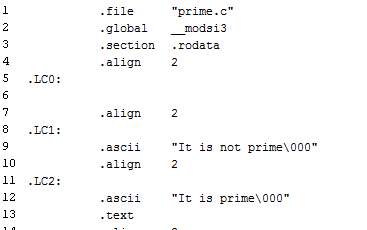 1 .file "prime.c"
2 .global __modsi3
3 .section .rodata
4 .align 2
5 .LC0:
6
7 .align 2
8 .LC1:
9 .ascii "It is not prime\000"
10 .align 2
11 .LC2:
12 .ascii "It is prime\000"
13 .text